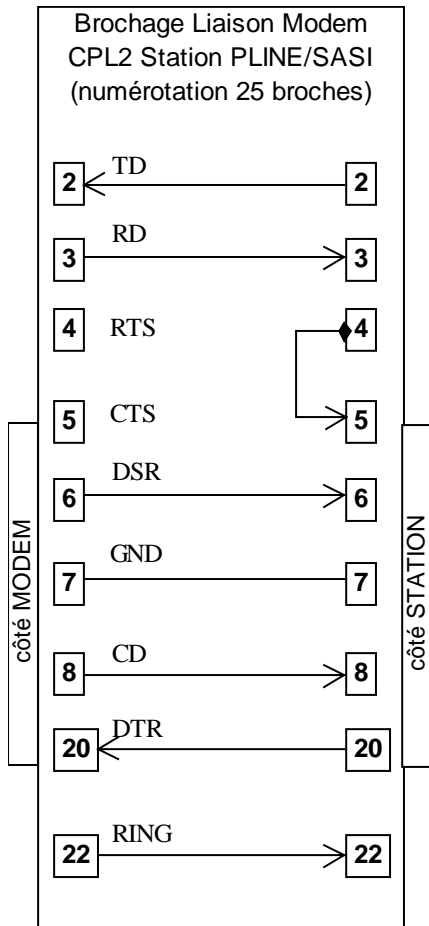 Brochage Liaison Modem
CPL2 Station PLINE/SASI
(numérotation 25 broches)
2 TD 2
3 RD 3
4 RTS 4
5 CTS 5
6 DSR 6
7 GND 7
8 CD 8
20 DTR 20
22 RING 22
côté MODEM
côté STATION